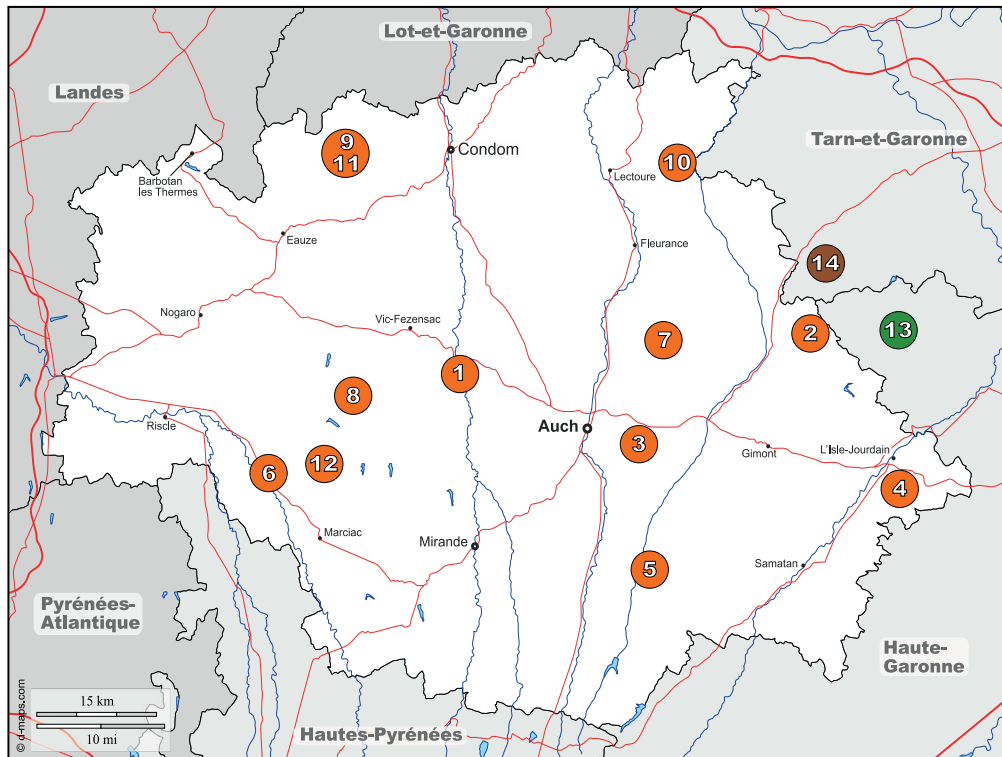 Lot-et-Garonne
Landes
Tarn-et-Garonne
9
11
Condom
10
Barbotan
les Thermes
Lectoure
Eauze
Fleurance
14
Nogaro
Vic-Fezensac
7
2
13
1
8
Riscle
Auch
3
Gimont
L'Isle-Jourdain
6
12
4
Marciac
Mirande
5
Samatan
Pyrénées-
Atlantique
Haute-
Garonne
15 km
10 mi
Hautes-Pyrénées
© d-maps.com